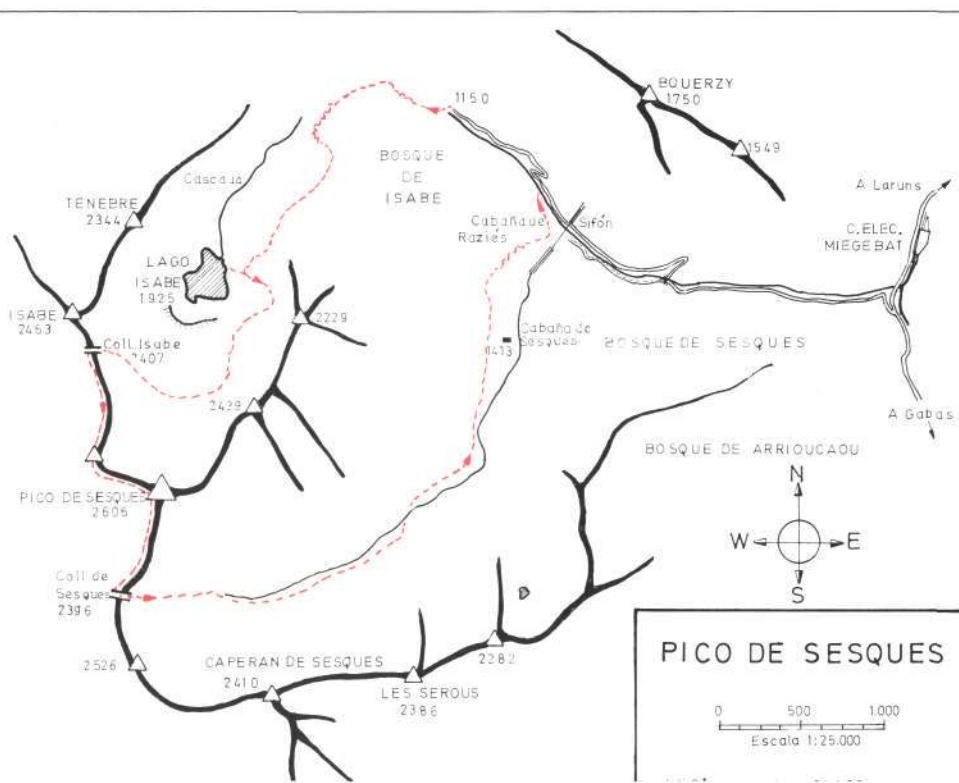 BOUERZY
1750
1549
1150
BOSQUE
DE
ISABE
A Laruns
C.ELEC.
MIEGEBAT
Cascada
TENEBRE
2344
Cabaña de
Raziés
Sifón
LAGO
ISABE
1.925
ISABE
2463
Coll. Isabe
2407
2229
Cabaña de
Sesques
1413
BOSQUE DE SESQUES
2439
A Gabas
BOSQUE DE ARRIOUCAOU
PICO DE SESQUES
2605
N
W
E
S
Coll de
Sesques
2396
2526
CAPERAN DE SESQUES
2410
2282
LES SEROUS
2386
PICO DE SESQUES
0 500 1.000
Escala 1:25.000